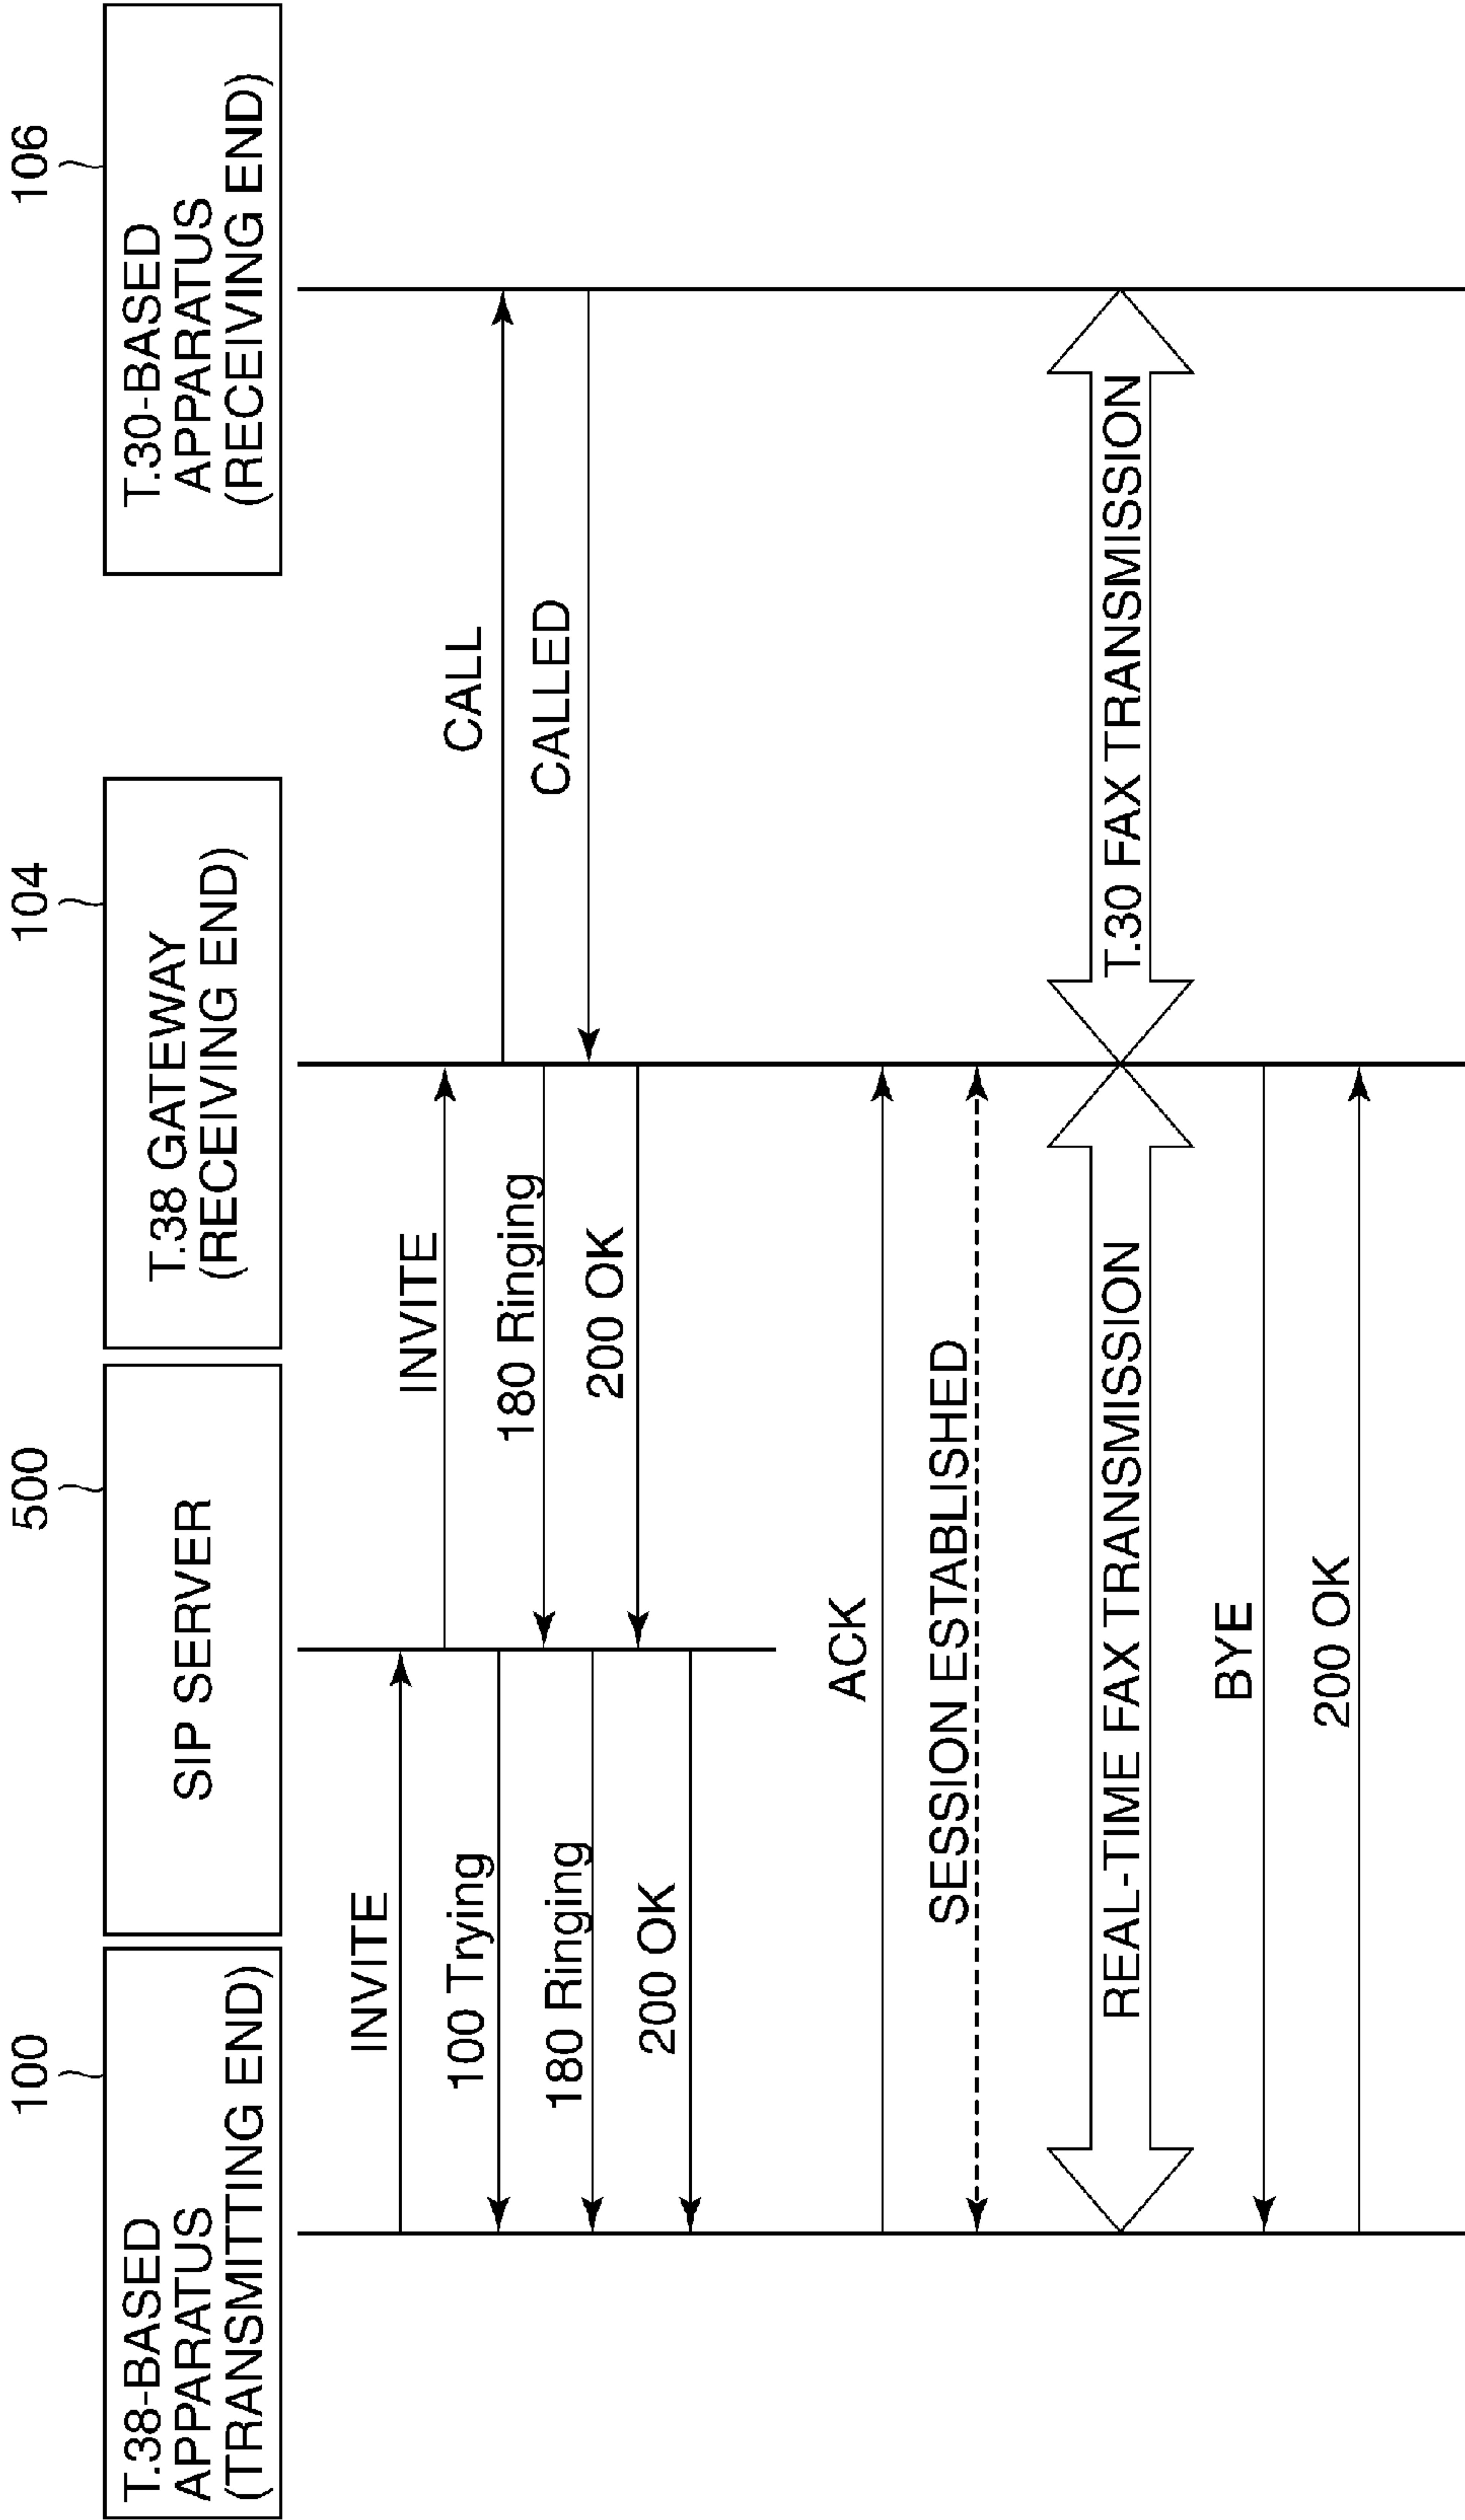 100
500
104
106
T.38-BASED
APPARATUS
(TRANSMITTING END)
SIP SERVER
T.38 GATEWAY
(RECEIVING END)
T.30-BASED
APPARATUS
(RECEIVING END)
INVITE
INVITE
CALL
100 Trying
180 Ringing
CALLED
180 Ringing
200 OK
200 OK
ACK
SESSION ESTABLISHED
REAL-TIME FAX TRANSMISSION
T.30 FAX TRANSMISSION
BYE
200 OK